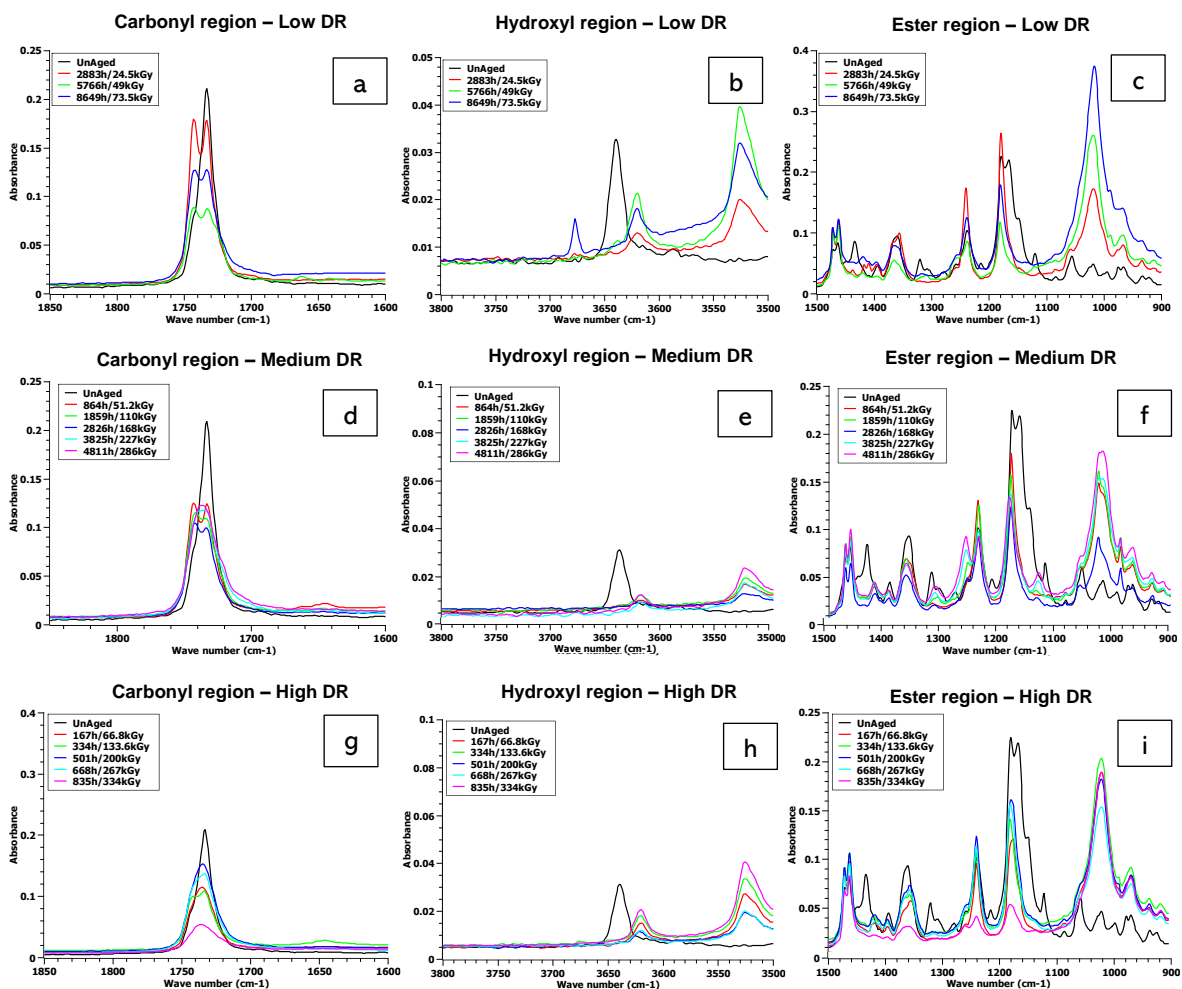 Carbonyl region – Low DR
0.25
0.2
0.15
0.1
0.05
0
Absorbance
UnAged
2883h/24.5kGy
5766h/49kGy
8649h/73.5kGy
a
1850 1800 1750 1700 1650 1600
Wave number (cm-1)
Hydroxyl region – Low DR
0.05
0.04
0.03
0.02
0.01
0
Absorbance
UnAged
2883h/24.5kGy
5766h/49kGy
8649h/73.5kGy
b
3800 3750 3700 3650 3600 3550 3500
Wave number (cm-1)
Ester region – Low DR
0.4
0.3
0.2
0.1
0
Absorbance
UnAged
2883h/24.5kGy
5766h/49kGy
8649h/73.5kGy
c
1500 1400 1300 1200 1100 1000 900
Wave number (cm-1)
Carbonyl region – Medium DR
0.25
0.2
0.15
0.1
0.05
0
Absorbance
UnAged
864h/51.2kGy
1859h/110kGy
2826h/168kGy
3825h/227kGy
4811h/286kGy
d
1800 1700 1600
Wave number (cm-1)
Hydroxyl region – Medium DR
0.1
0.08
0.06
0.04
0.02
0
Absorbance
UnAged
864h/51.2kGy
1859h/110kGy
2826h/168kGy
3825h/227kGy
4811h/286kGy
e
3800 3750 3700 3650 3600 3550 3500
Wave number (cm-1)
Ester region – Medium DR
0.25
0.2
0.15
0.1
0.05
0
Absorbance
UnAged
864h/51.2kGy
1859h/110kGy
2826h/168kGy
3825h/227kGy
4811h/286kGy
f
1500 1400 1300 1200 1100 1000 900
Wave number (cm-1)
Carbonyl region – High DR
0.4
0.3
0.2
0.1
0
Absorbance
UnAged
167h/66.8kGy
334h/133.6kGy
501h/200kGy
668h/267kGy
835h/334kGy
g
1850 1800 1750 1700 1650 1600
Wave number (cm-1)
Hydroxyl region – High DR
0.1
0.08
0.06
0.04
0.02
0
Absorbance
UnAged
167h/66.8kGy
334h/133.6kGy
501h/200kGy
668h/267kGy
835h/334kGy
h
3800 3750 3700 3650 3600 3550 3500
Wave number (cm-1)
Ester region – High DR
0.25
0.2
0.15
0.1
0.05
0
Absorbance
UnAged
167h/66.8kGy
334h/133.6kGy
501h/200kGy
668h/267kGy
835h/334kGy
i
1500 1400 1300 1200 1100 1000 900
Wave number (cm-1)